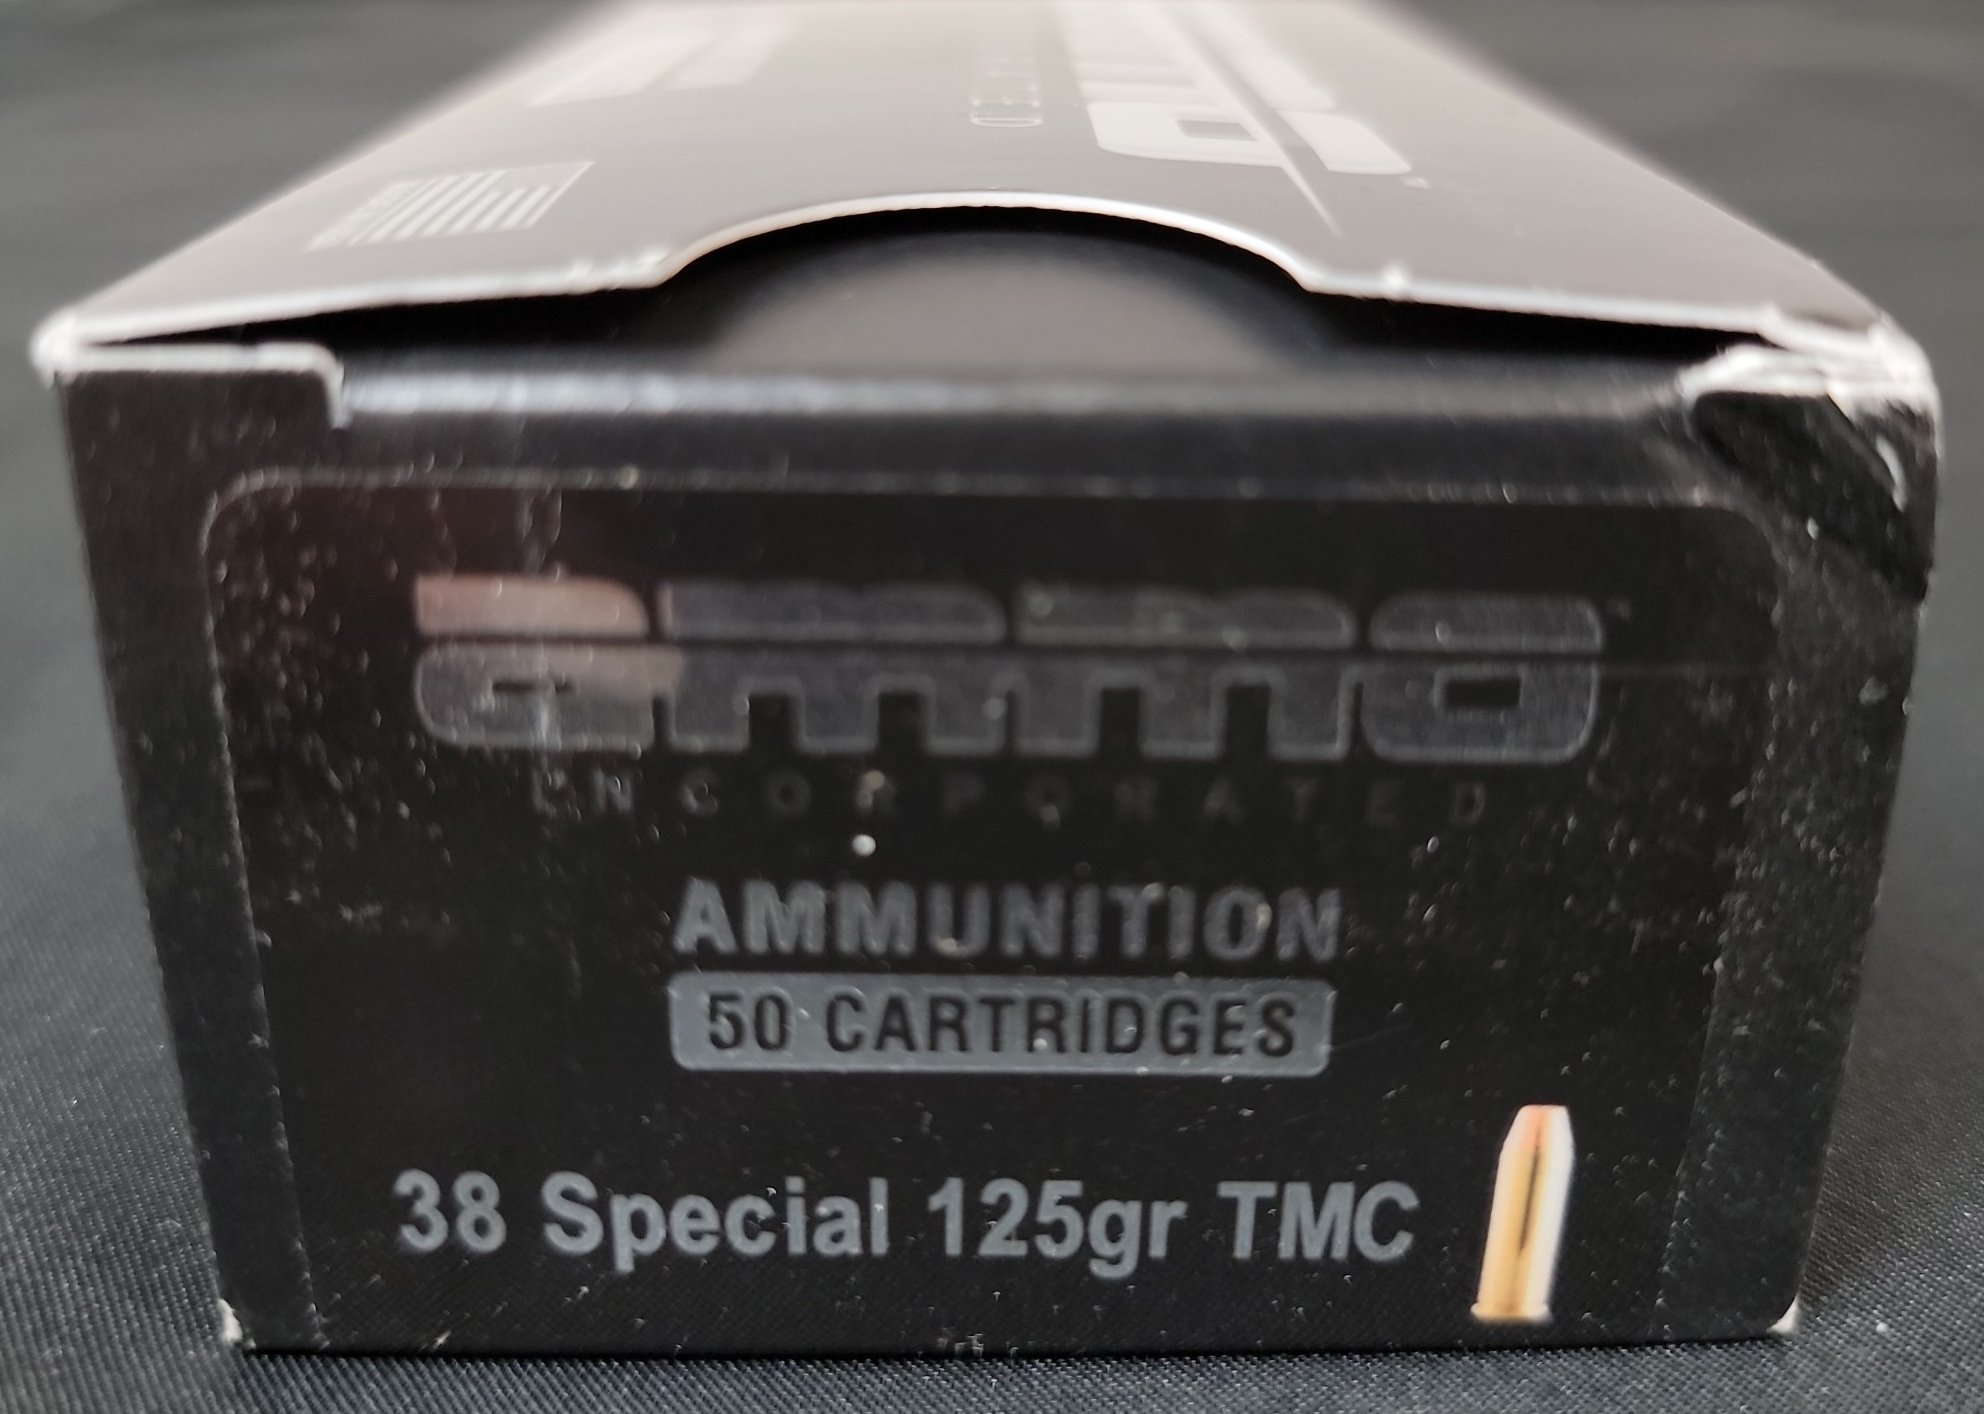 ammo
INCORPORATED
AMMUNITION
50 CARTRIDGES
38 Special 125gr TMC